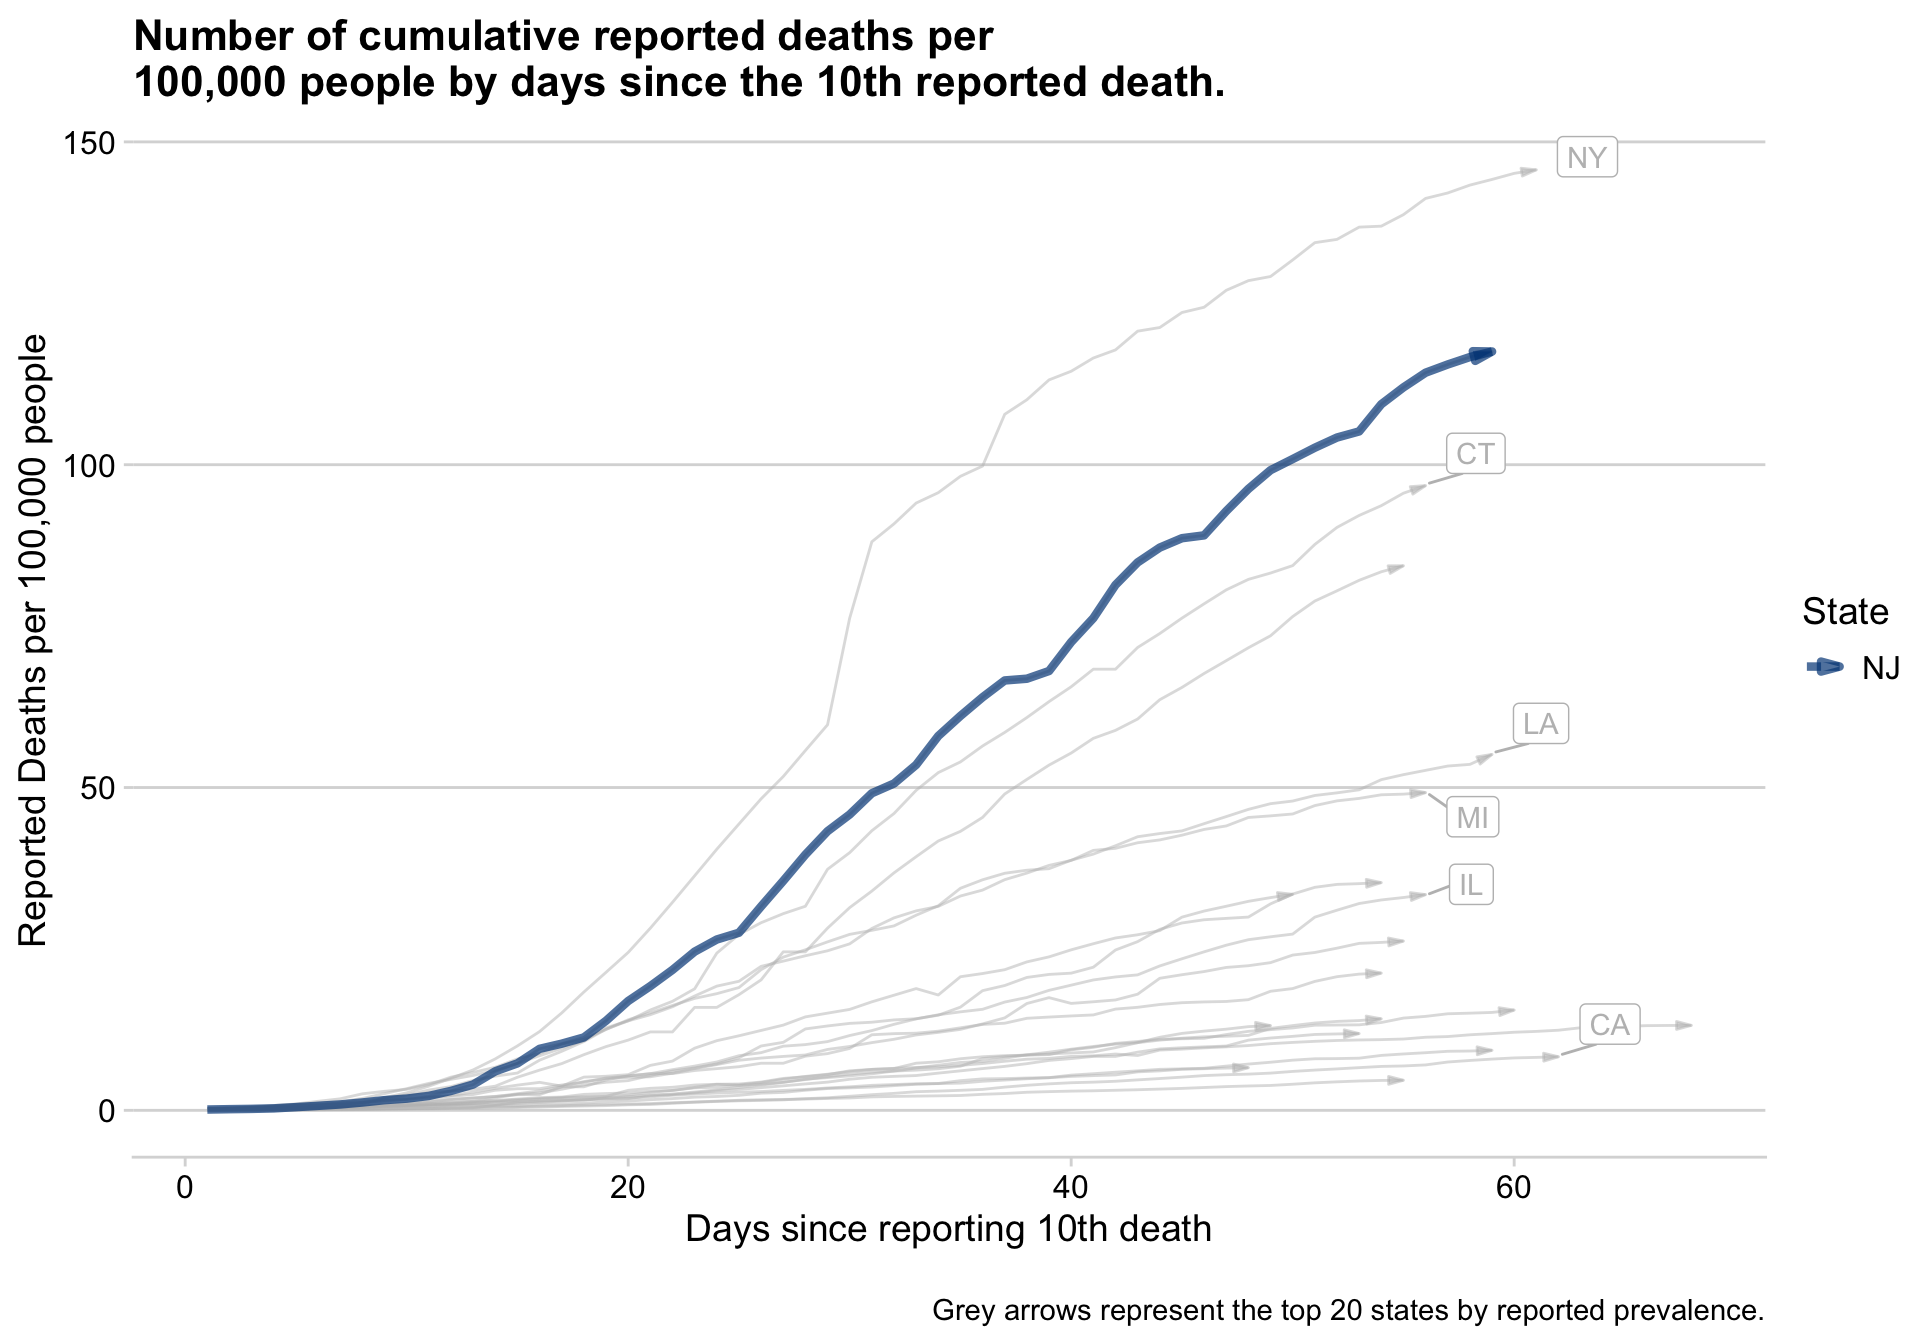 Number of cumulative reported deaths per
100,000 people by days since the 10th reported death.
Reported Deaths per 100,000 people
150
100
50
0
NY
CT
LA
MI
IL
CA
State
NJ
0
20
40
60
Days since reporting 10th death
Grey arrows represent the top 20 states by reported prevalence.